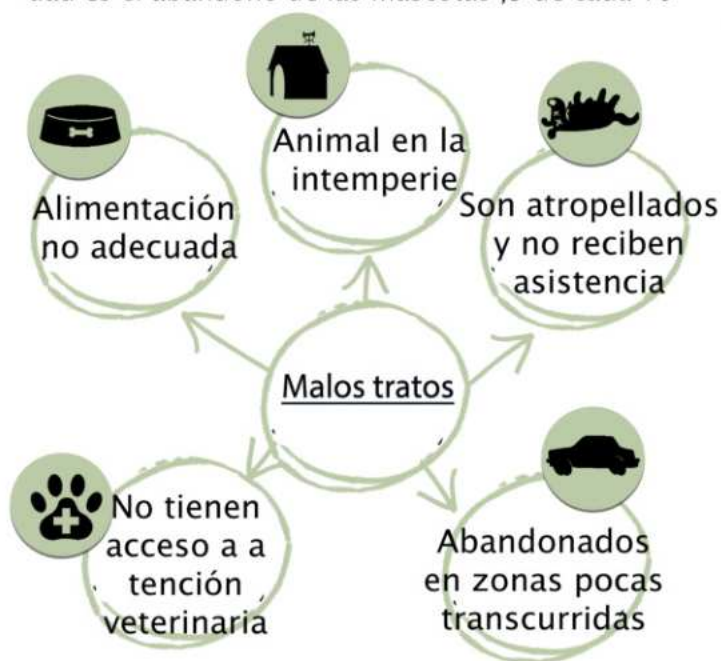 Animal en la
intemperie
Alimentación
no adecuada
Son atropellados
y no reciben
asistencia
Malos tratos
No tienen
acceso a a
tención
veterinaria
Abandonados
en zonas pocas
transcurridas